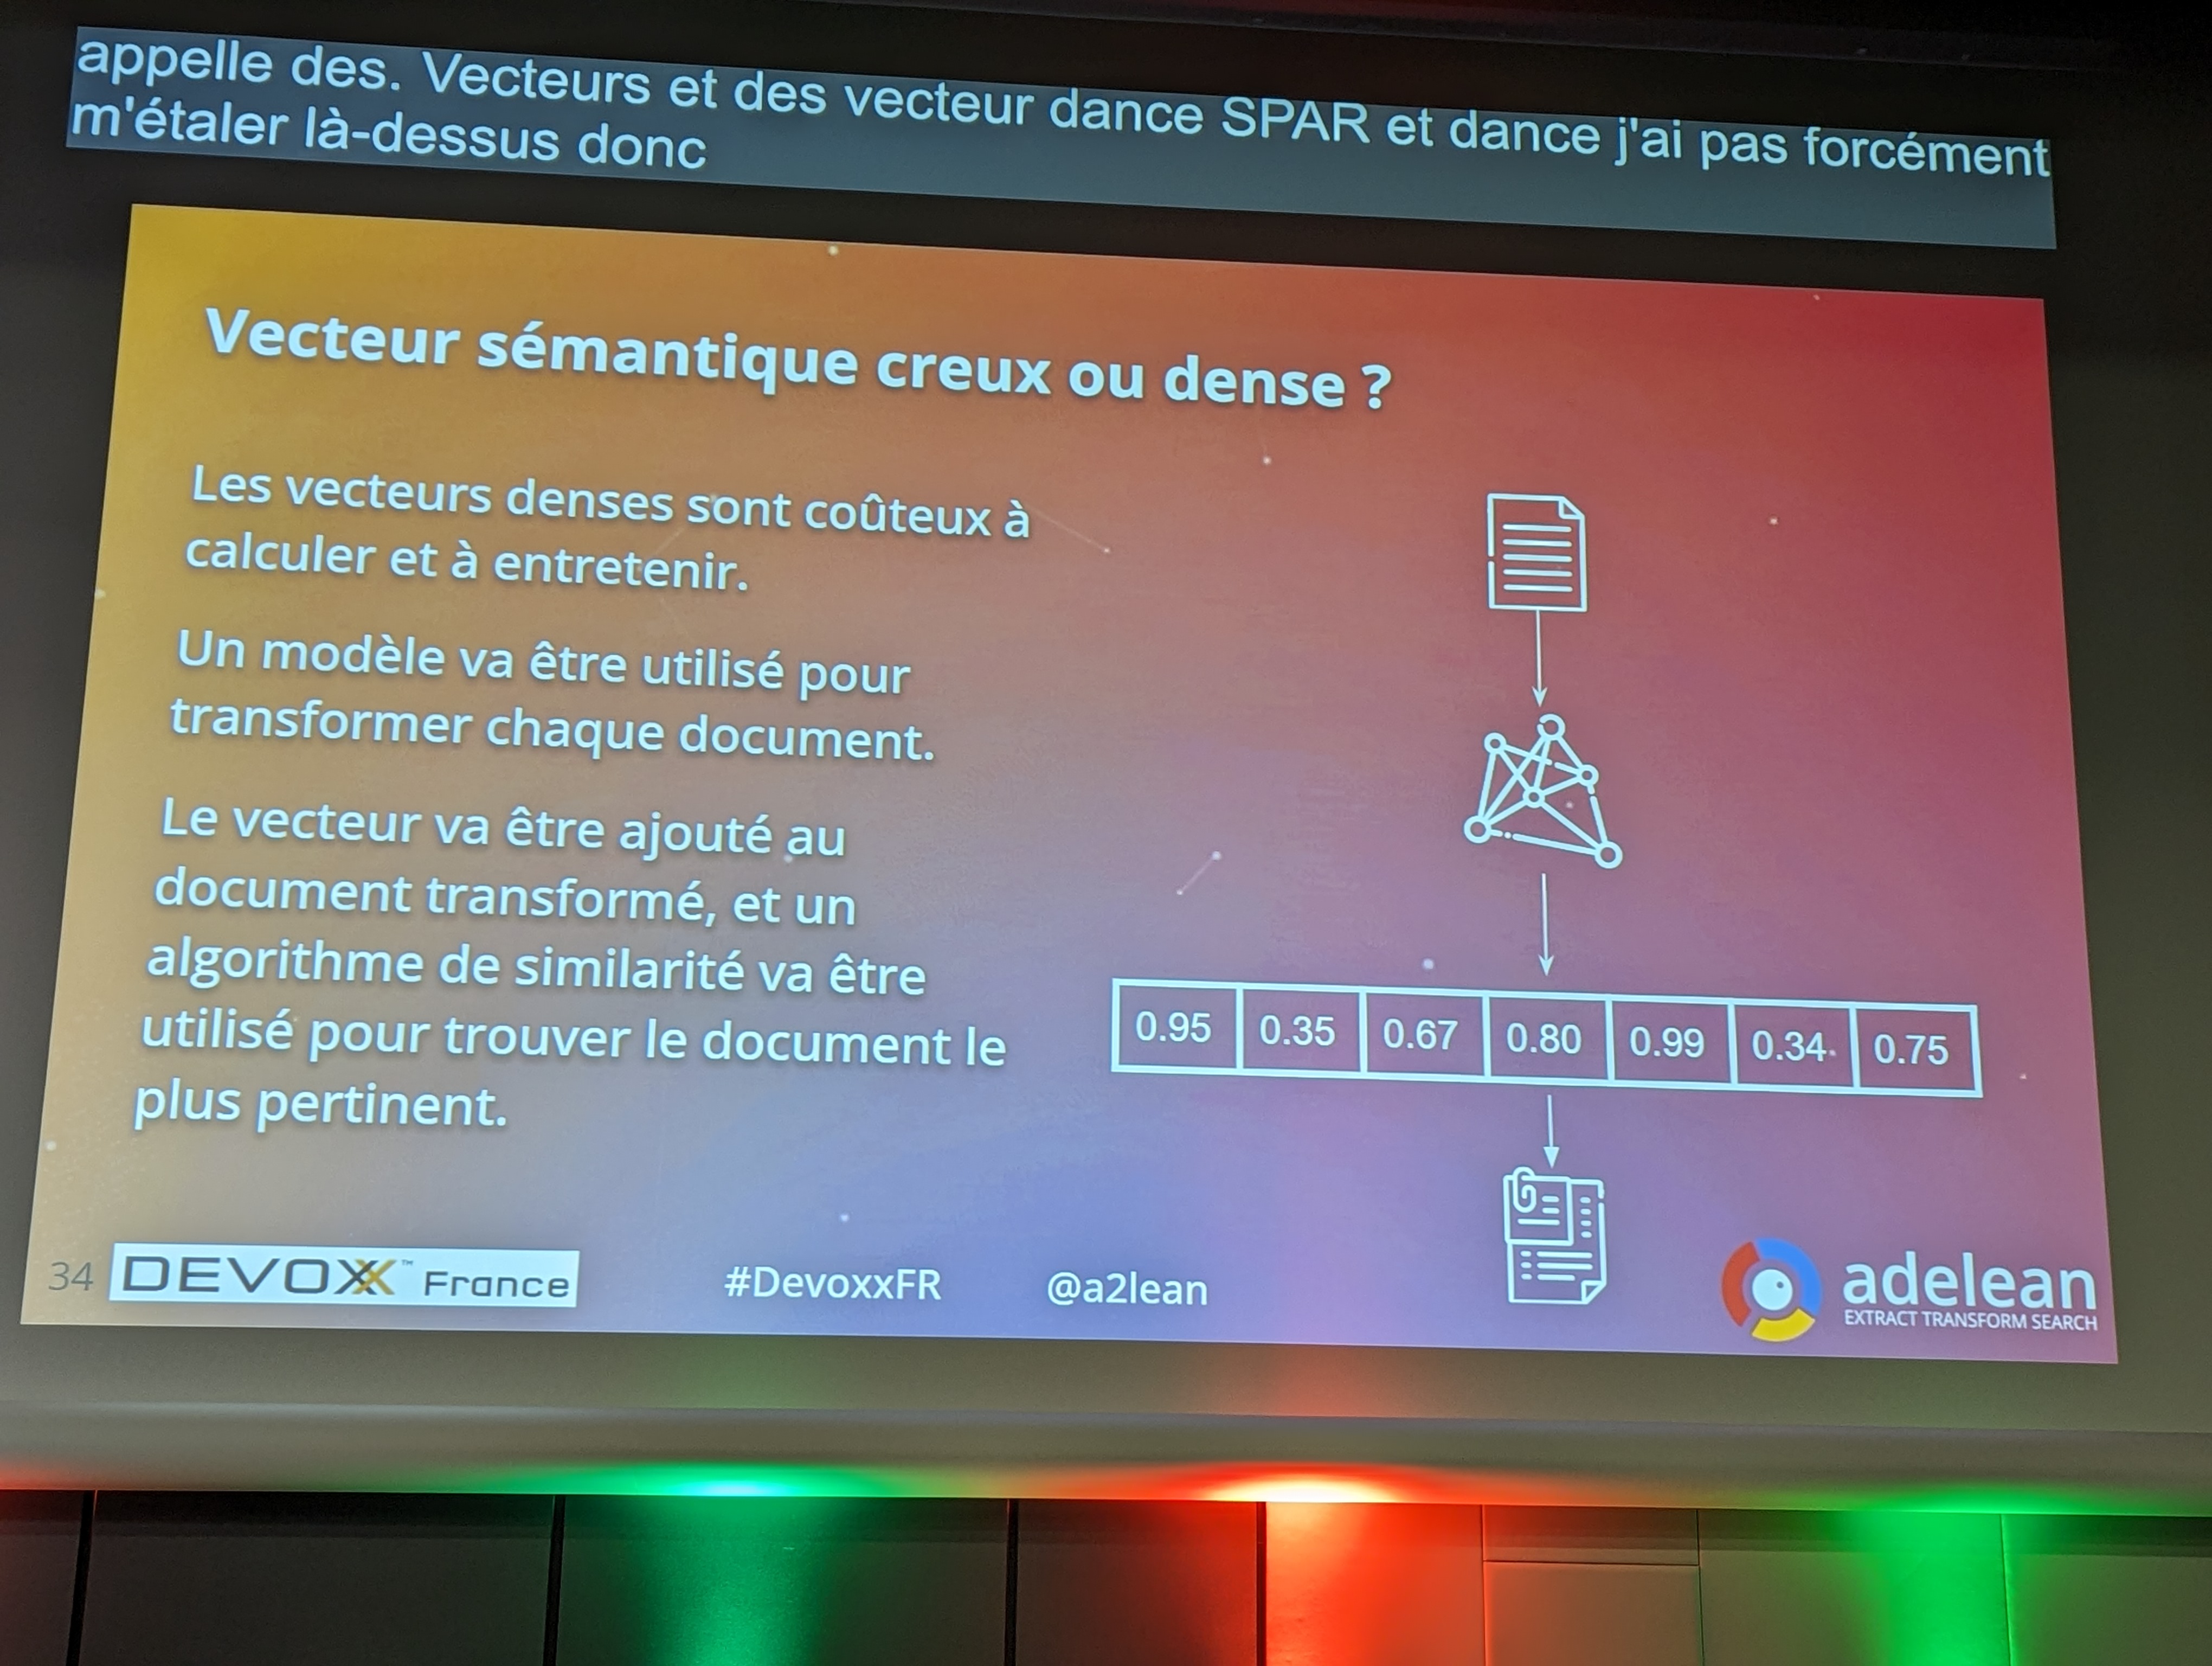 appelle des. Vecteurs et des vecteur dance SPAR et dance j'ai pas forcément
m'étaler là-dessus donc
Vecteur sémantique creux ou dense ?
Les vecteurs denses sont coûteux à
calculer et à entretenir.
Un modèle va être utilisé pour
transformer chaque document.
Le vecteur va être ajouté au
document transformé, et un
algorithme de similarité va être
utilisé pour trouver le document le
plus pertinent.
0.95 0.35 0.67 0.80 0.99 0.34 0.75
34 DEVOXX™ France #DevoxxFR @a2lean adelean
EXTRACT TRANSFORM SEARCH